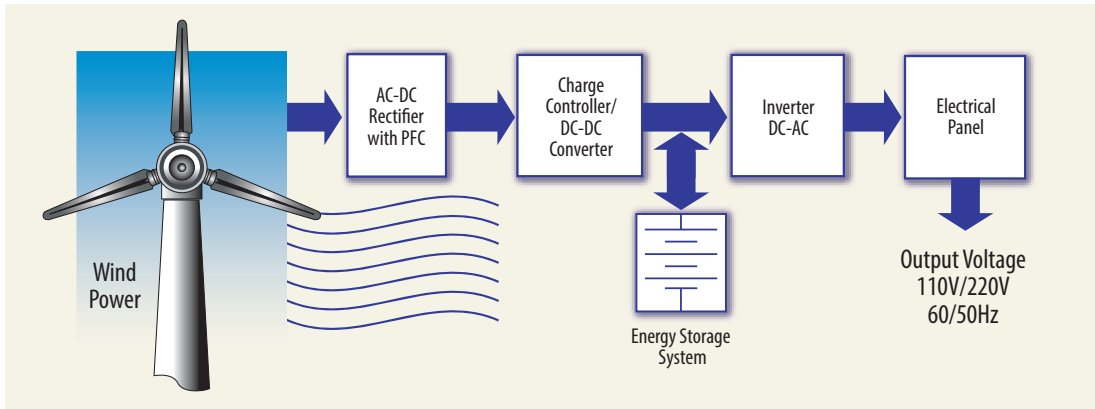 Wind
Power
AC-DC
Rectifier
with PFC
Charge
Controller/
DC-DC
Converter
Inverter
DC-AC
Electrical
Panel
Energy Storage
System
Output Voltage
110V/220V
60/50Hz